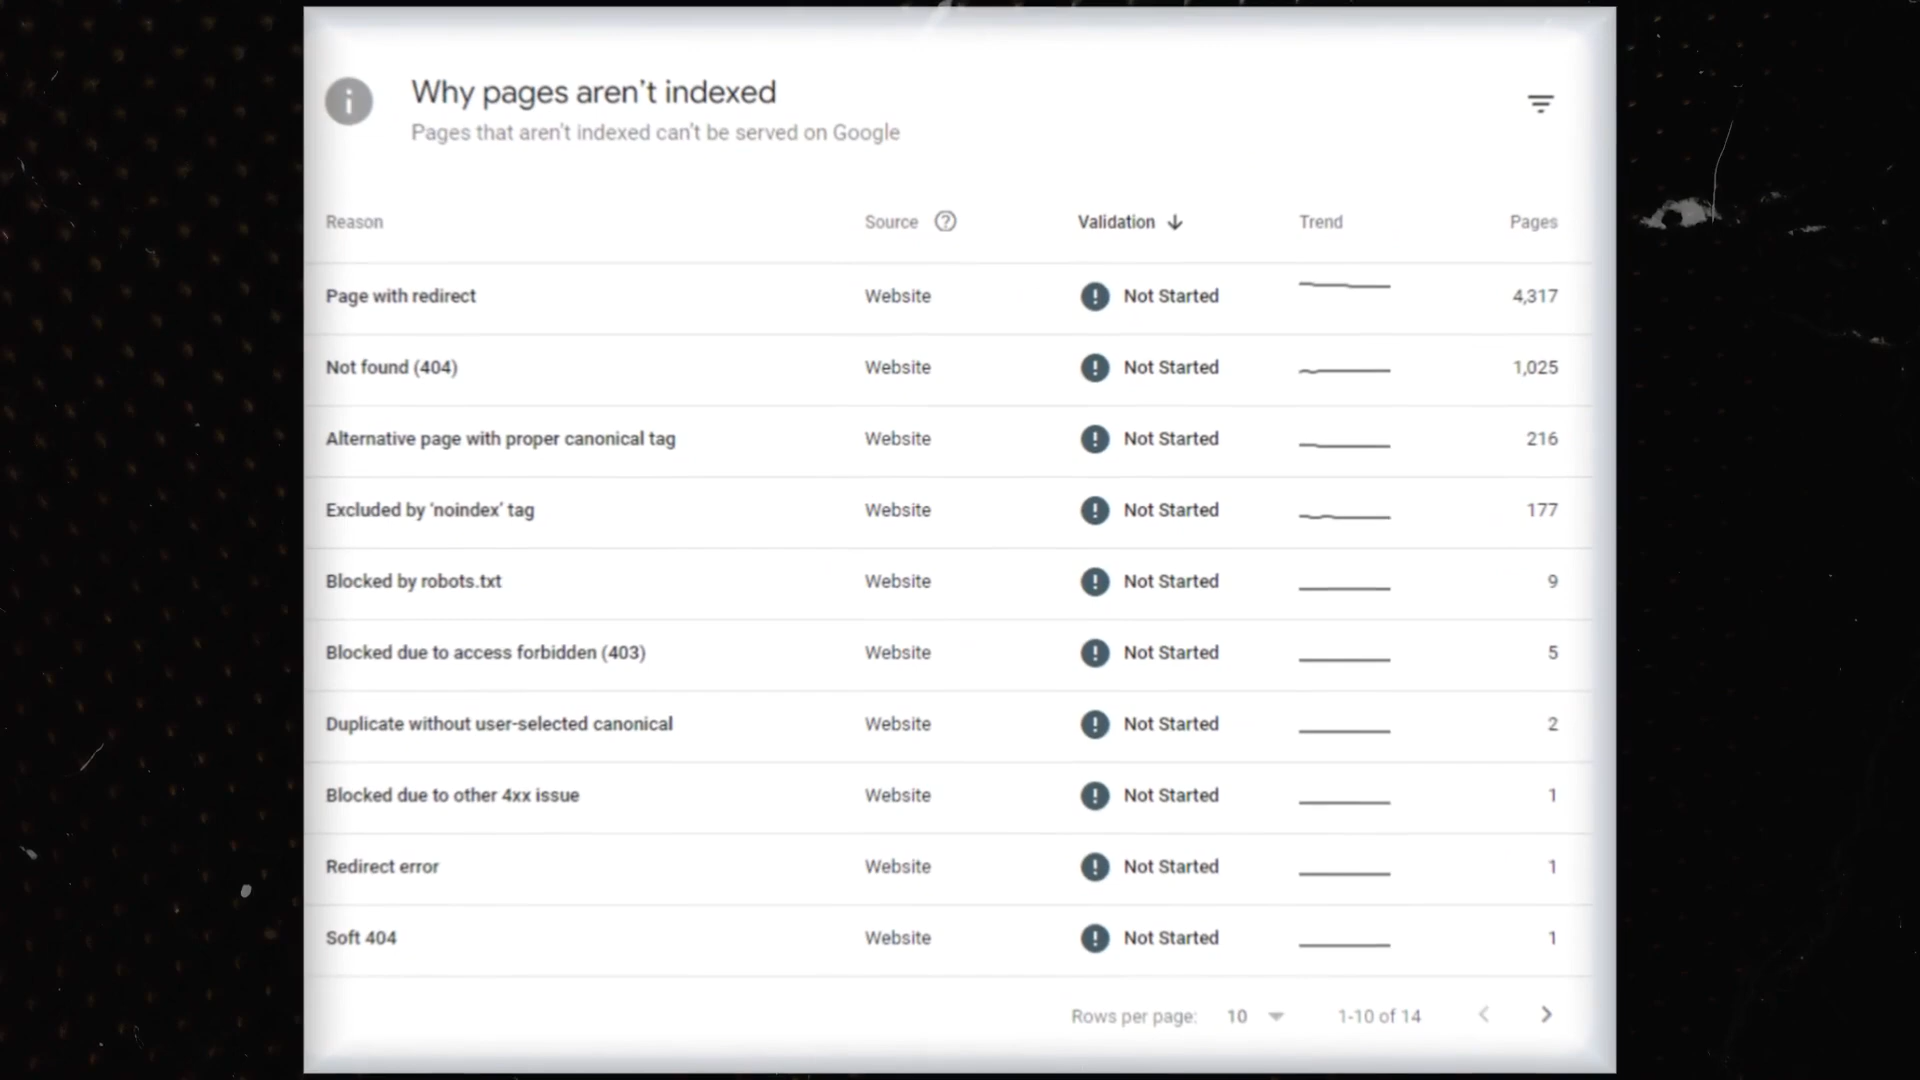 Why pages aren't indexed
Pages that aren't indexed can't be served on Google
Reason Source Validation Trend Pages
Page with redirect Website Not Started 4,317
Not found (404) Website Not Started 1,025
Alternative page with proper canonical tag Website Not Started 216
Excluded by 'noindex' tag Website Not Started 177
Blocked by robots.txt Website Not Started 9
Blocked due to access forbidden (403) Website Not Started 5
Duplicate without user-selected canonical Website Not Started 2
Blocked due to other 4xx issue Website Not Started 1
Redirect error Website Not Started 1
Soft 404 Website Not Started 1
Rows per page: 10 1-10 of 14